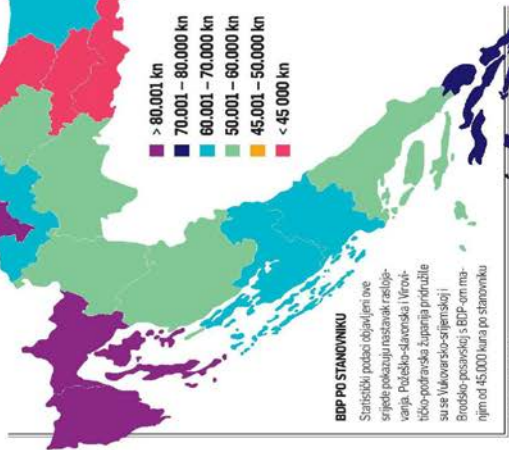 > 80.001 kn
70.001 – 80.000 kn
60.001 – 70.000 kn
50.001 – 60.000 kn
45.001 – 50.000 kn
< 45 000 kn
BDP PO STANOVNIKU
Statistički podaci objavljeni ove
srijede pokazuju nastavak rasloja-
vanja. Požeško-slavonska i Virovi-
tičko-podravska županija pridružile
su se Vukovarsko-srijemskoj i
Brodsko-posavskoj s BDP-om ma-
njim od 45.000 kuna po stanovniku